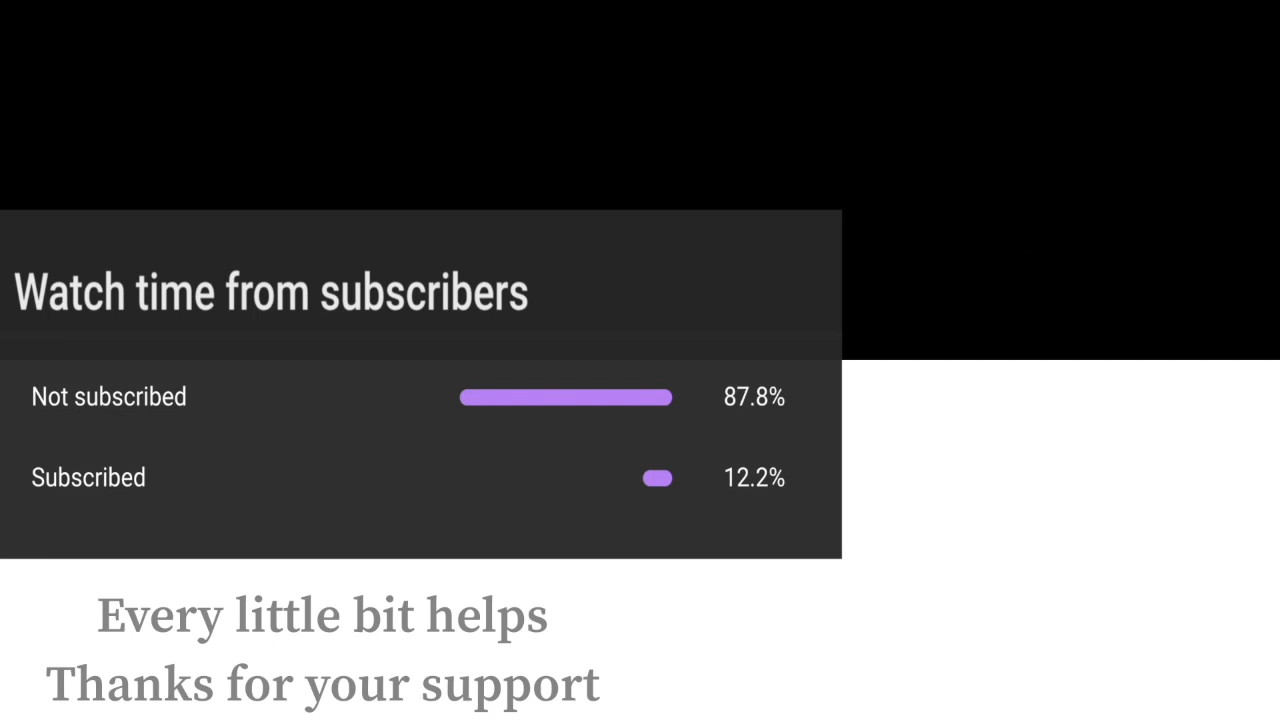 Watch time from subscribers
Not subscribed 87.8%
Subscribed 12.2%
Every little bit helps
Thanks for your support